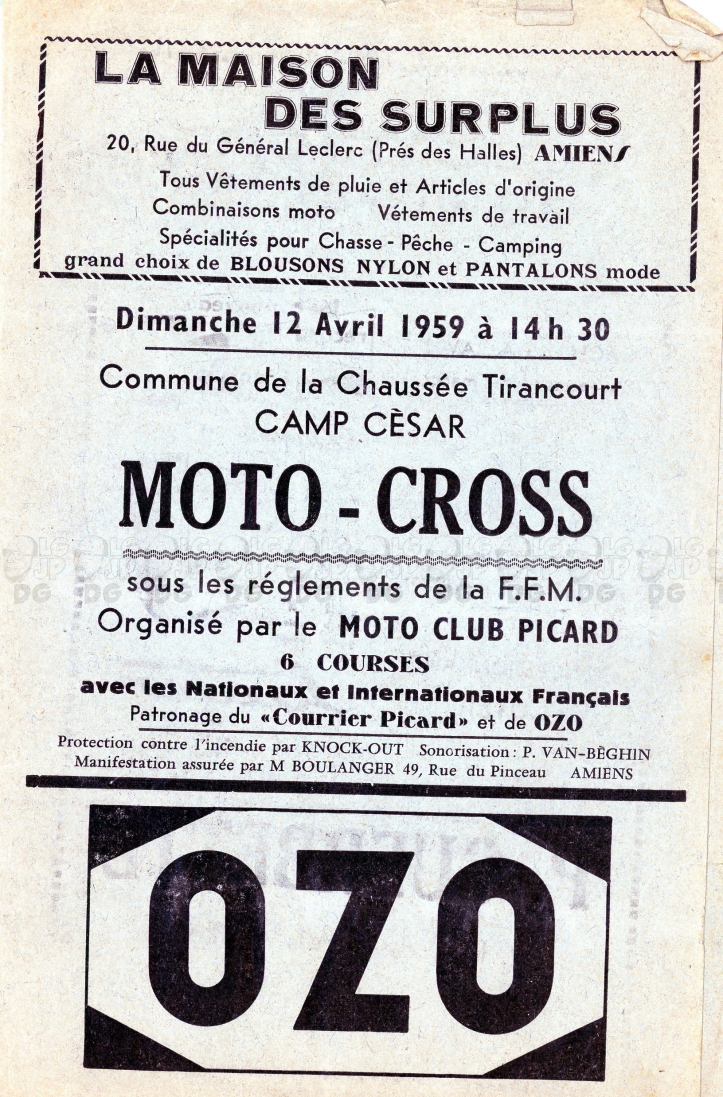 LA MAISON
DES SURPLUS
20, Rue du Général Leclerc (Prés des Halles) AMIENS
Tous Vêtements de pluie et Articles d'origine
Combinaisons moto Vétements de travail
Spécialités pour Chasse - Pêche - Camping
grand choix de BLOUSONS NYLON et PANTALONS mode
Dimanche 12 Avril 1959 à 14 h 30
Commune de la Chaussée Tirancourt
CAMP CÈSAR
MOTO - CROSS
sous les réglements de la F.F.M.
Organisé par le MOTO CLUB PICARD
6 COURSES
avec les Nationaux et Internationaux Français
Patronage du «Courrier Picard» et de OZO
Protection contre l'incendie par KNOCK-OUT Sonorisation : P. VAN-BÈGHIN
Manifestation assurée par M BOULANGER 49, Rue du Pinceau AMIENS
OZO